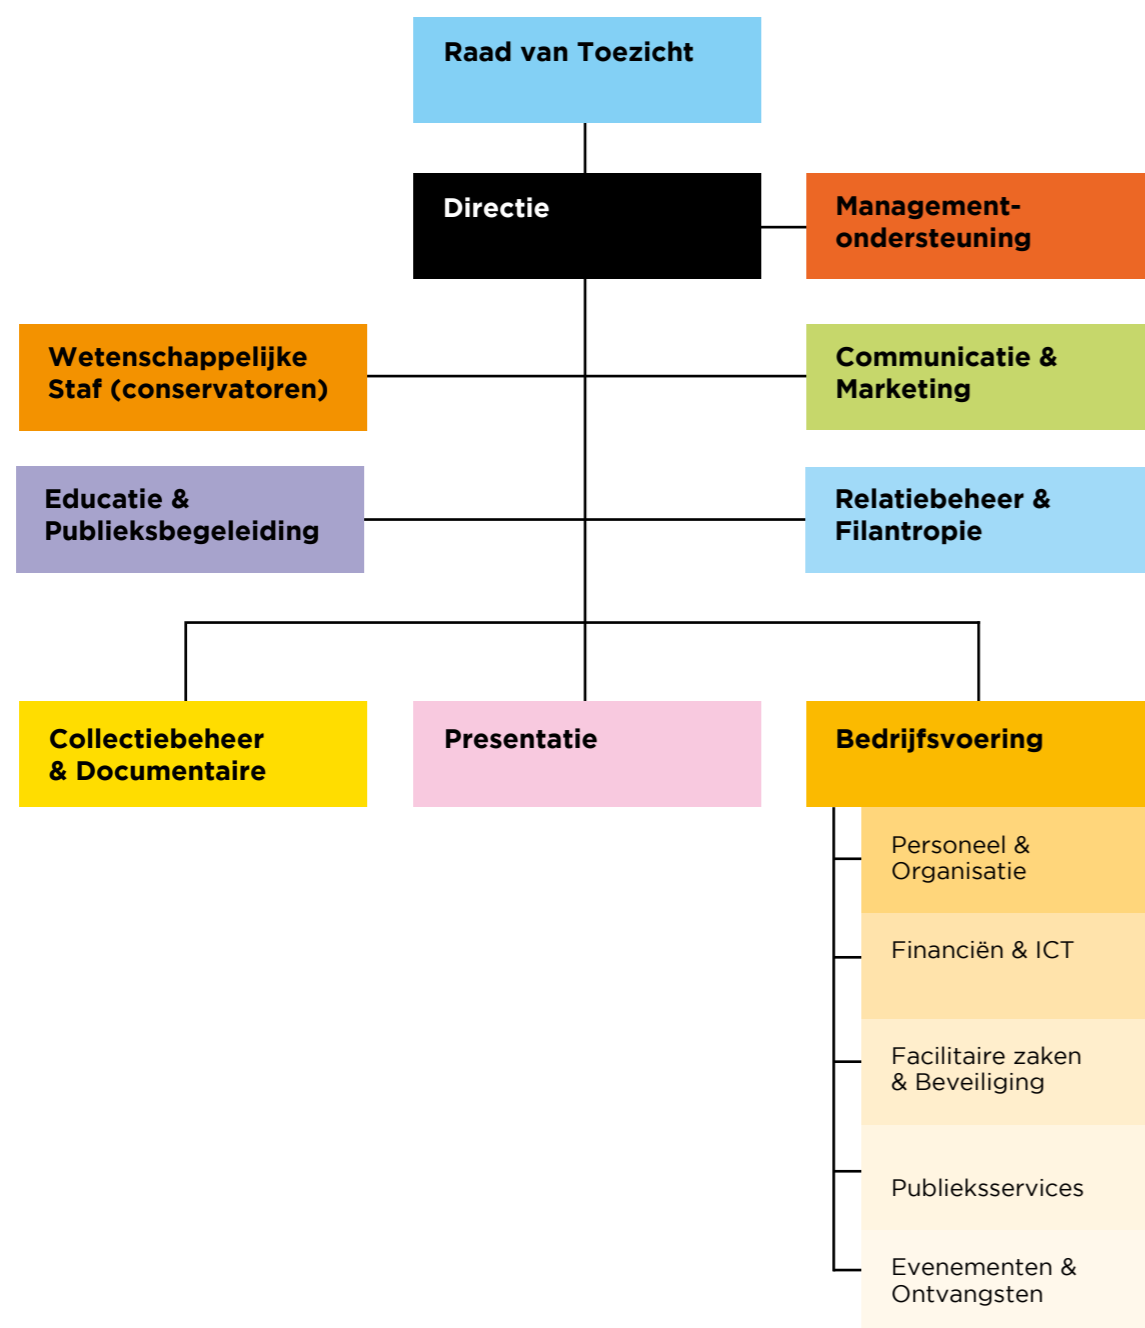 Raad van Toezicht
Directie
Management-
ondersteuning
Wetenschappelijke
Staf (conservatoren)
Communicatie &
Marketing
Educatie &
Publieksbegeleiding
Relatiebeheer &
Filantropie
Collectiebeheer
& Documentaire
Presentatie
Bedrijfsvoering
Personeel &
Organisatie
Financiën & ICT
Facilitaire zaken
& Beveiliging
Publieksservices
Evenementen &
Ontvangsten